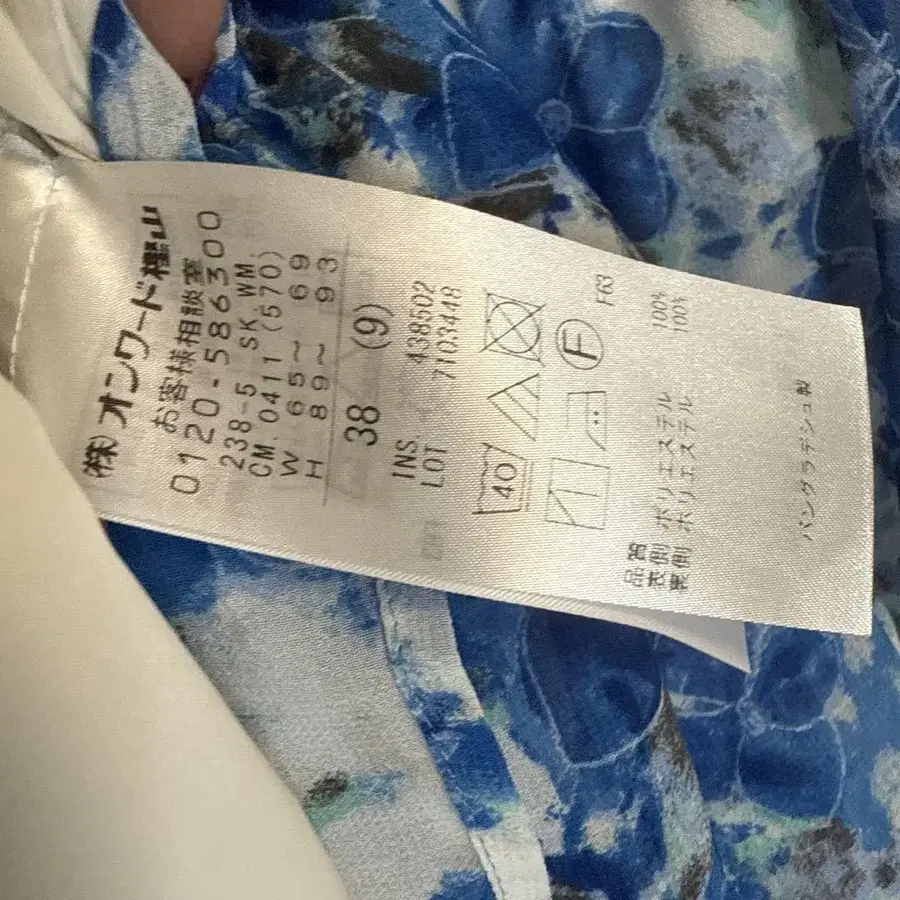 (株)オンワード樫山
お客様相談室
0120-586300
238-5 SK.WM.
CM.0411(570)
W 65～ 69
H 89～ 93
38 (9)
INS. 438502
LOT 7103448
40
F
F63
品質
表側 ポリエステル 100%
裏側 ポリエステル 100%
バングラデシュ製